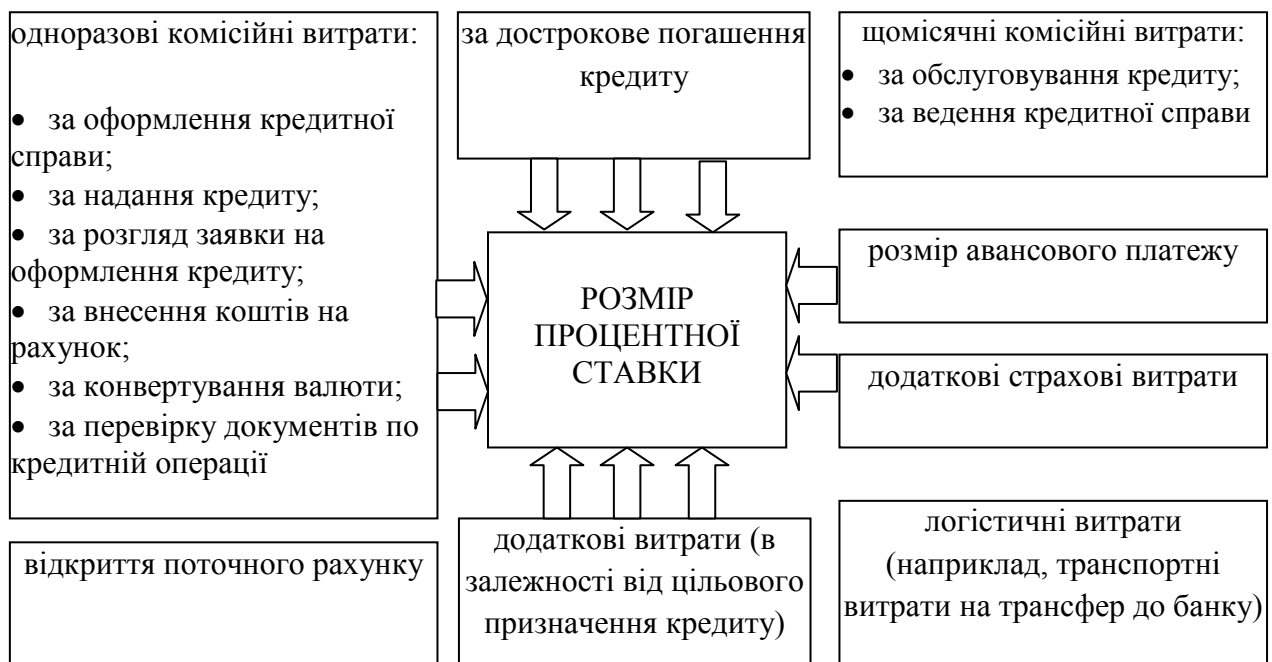 одноразові комісійні витрати:
• за оформлення кредитної
справи;
• за надання кредиту;
• за розгляд заявки на
оформлення кредиту;
• за внесення коштів на
рахунок;
• за конвертування валюти;
• за перевірку документів по
кредитній операції
за дострокове погашення
кредиту
щомісячні комісійні витрати:
• за обслуговування кредиту;
• за ведення кредитної справи
РОЗМІР
ПРОЦЕНТНОЇ
СТАВКИ
розмір авансового платежу
додаткові страхові витрати
відкриття поточного рахунку
додаткові витрати (в
залежності від цільового
призначення кредиту)
логістичні витрати
(наприклад, транспортні
витрати на трансфер до банку)